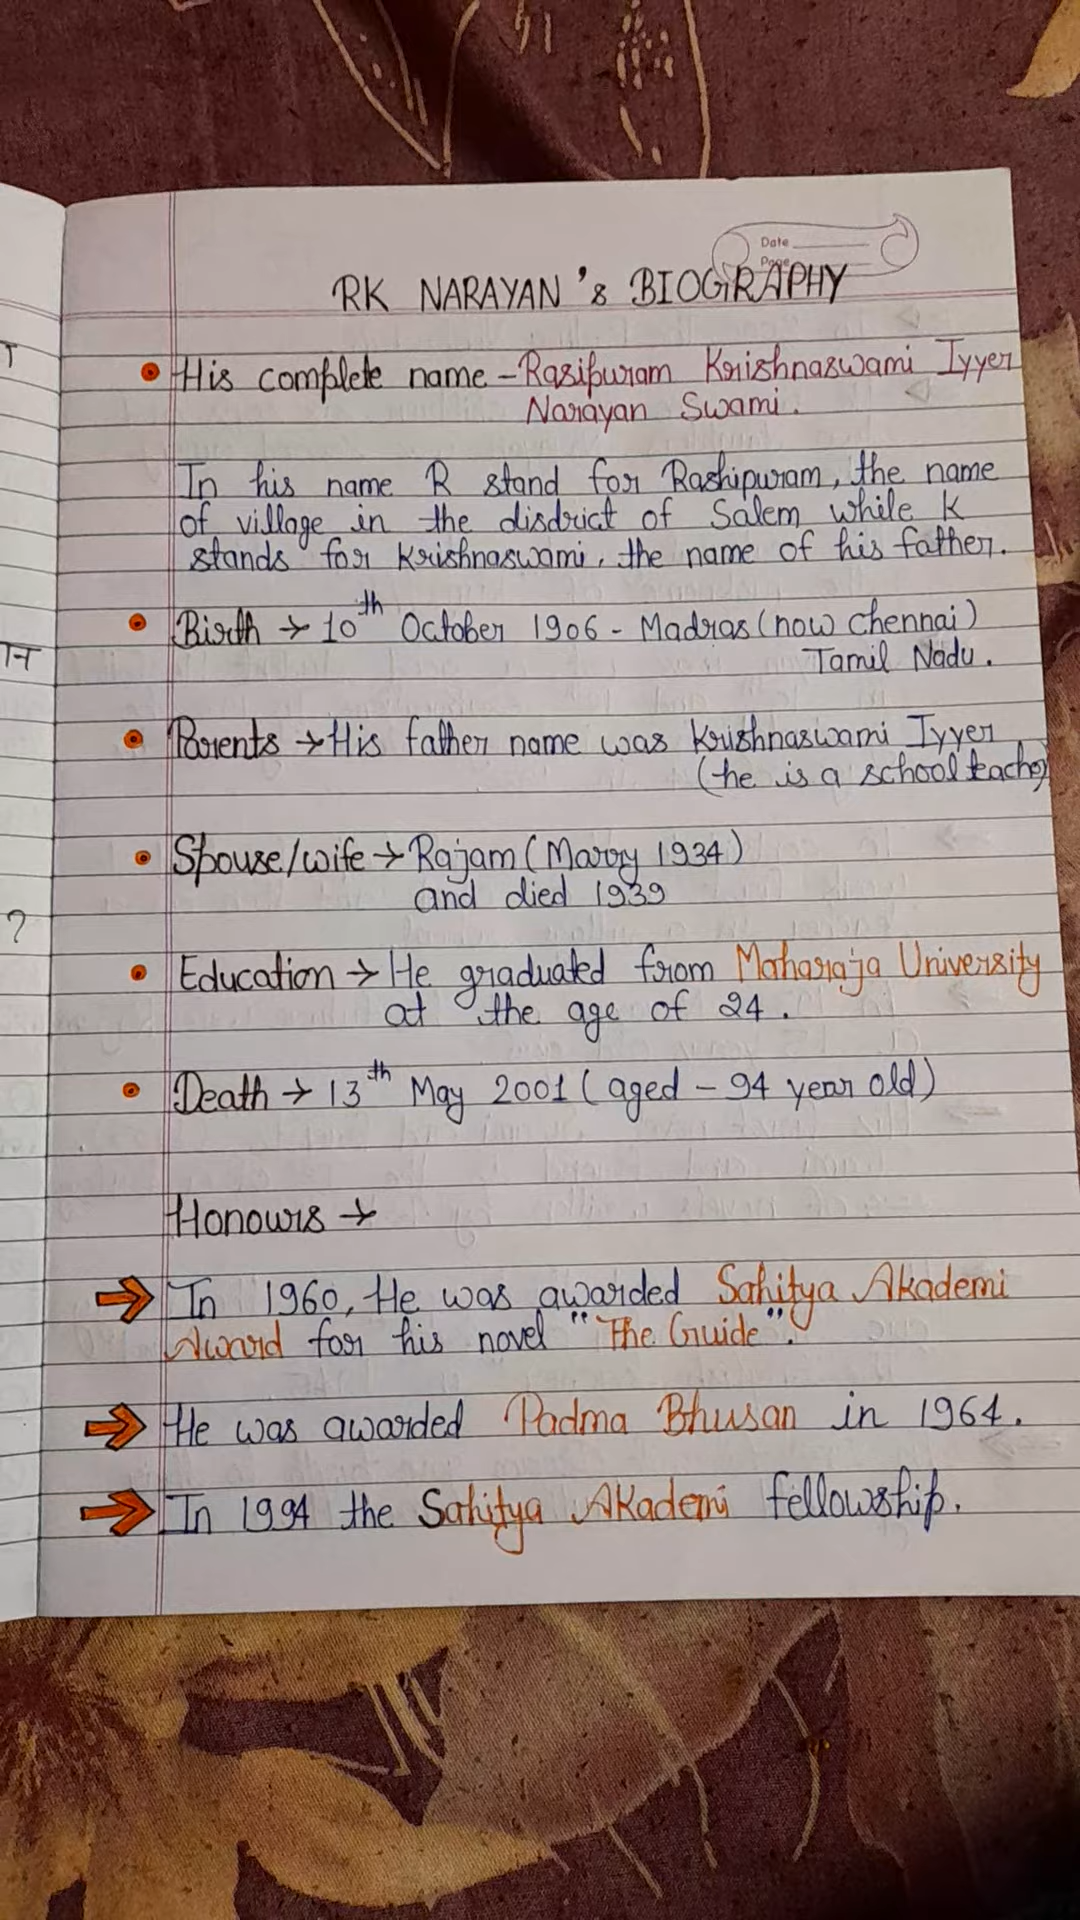 Date
Page
RK NARAYAN's BIOGRAPHY
T
• His complete name - Rasipuram Krishnaswami Iyyer
Narayan Swami.
In his name R stand for Rashipuram, the name
of village in the disdrict of Salem while K
stands for Krishnaswami, the name of his father.
• Birth → 10th October 1906 - Madras (now chennai)
Tamil Nadu.
• Parents → His father name was Krishnaswami Iyyer
(he is a school teacher)
• Spouse/wife → Rajam (Marry 1934)
and died 1939
?
• Education → He graduated from Maharaja University
at the age of 24.
• Death → 13th May 2001 (aged - 94 year old)
Honours →
→ In 1960, He was awarded Sahitya Akademi
Award for his novel "The Guide".
→ He was awarded Padma Bhusan in 1964.
→ In 1994 the Sahitya Akademi fellowship.